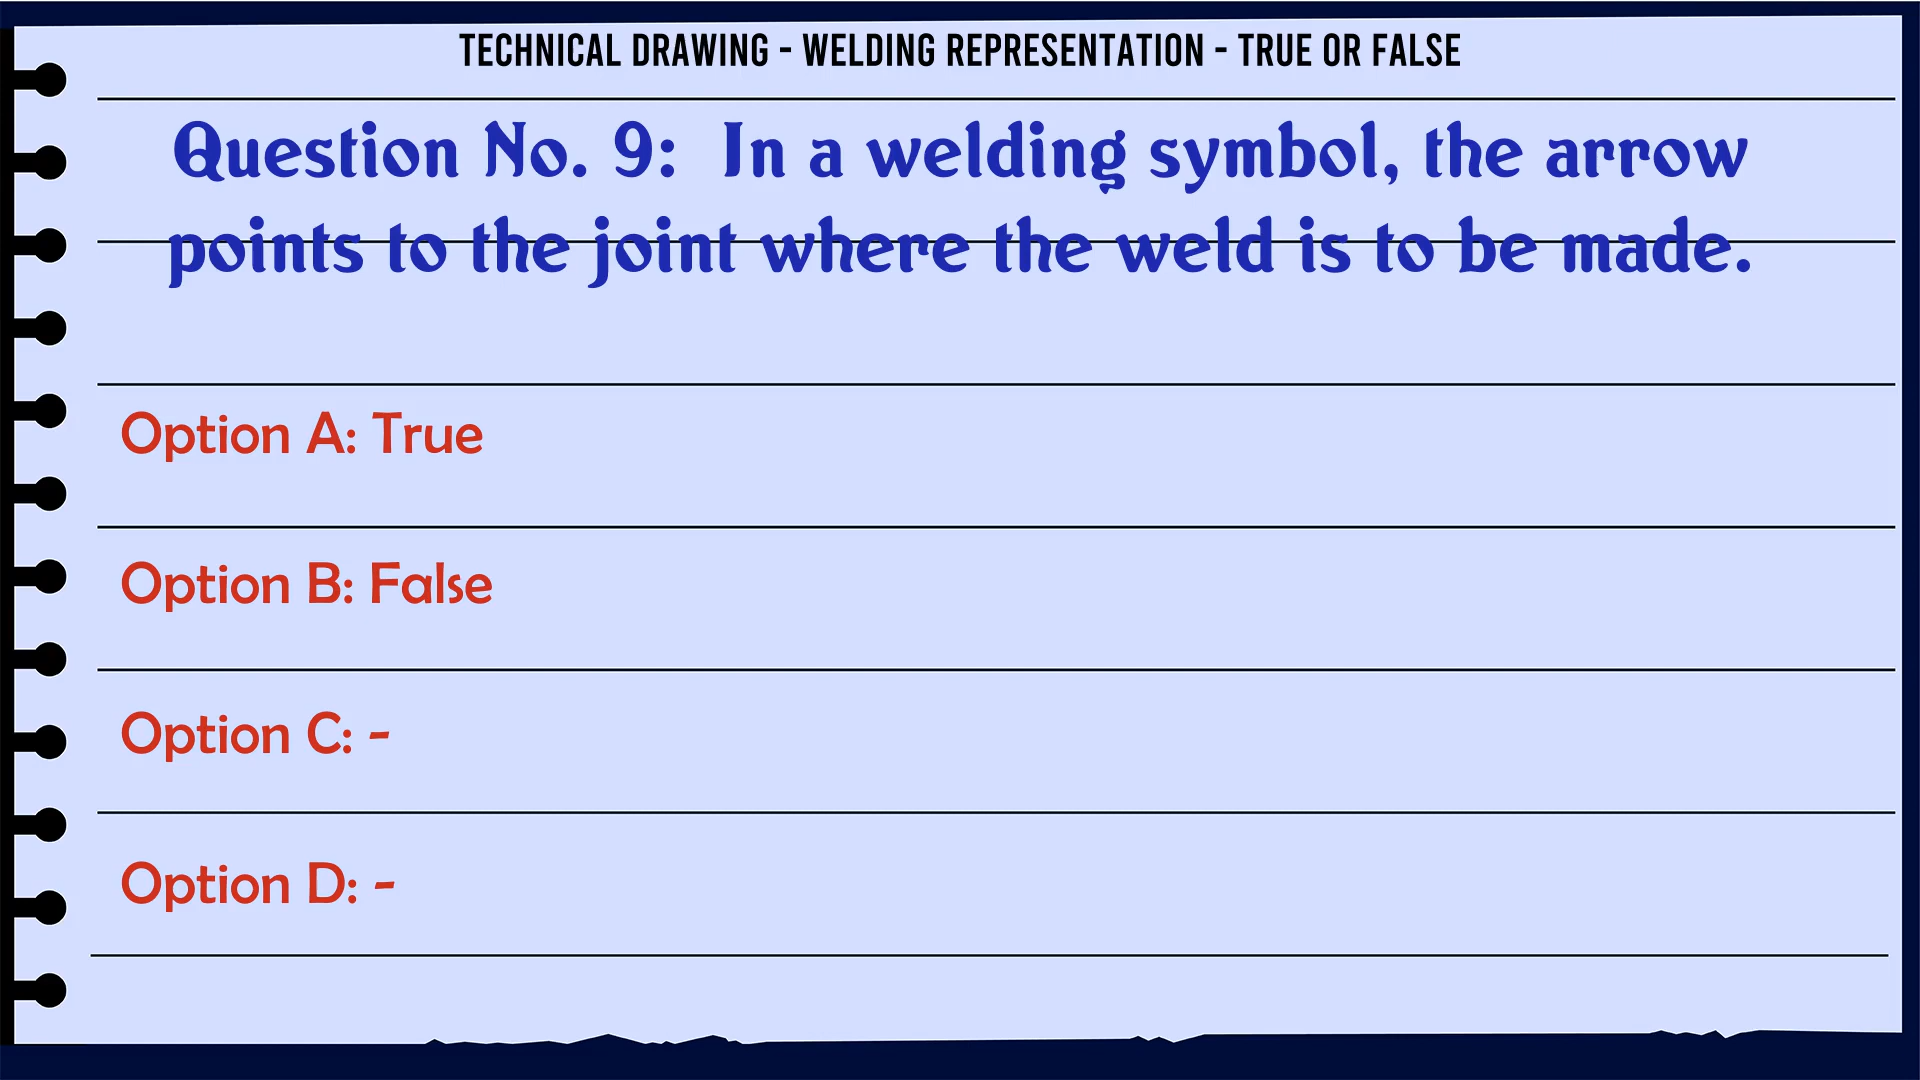 TECHNICAL DRAWING - WELDING REPRESENTATION - TRUE OR FALSE
Question No. 9: In a welding symbol, the arrow
points to the joint where the weld is to be made.
Option A: True
Option B: False
Option C: -
Option D: -